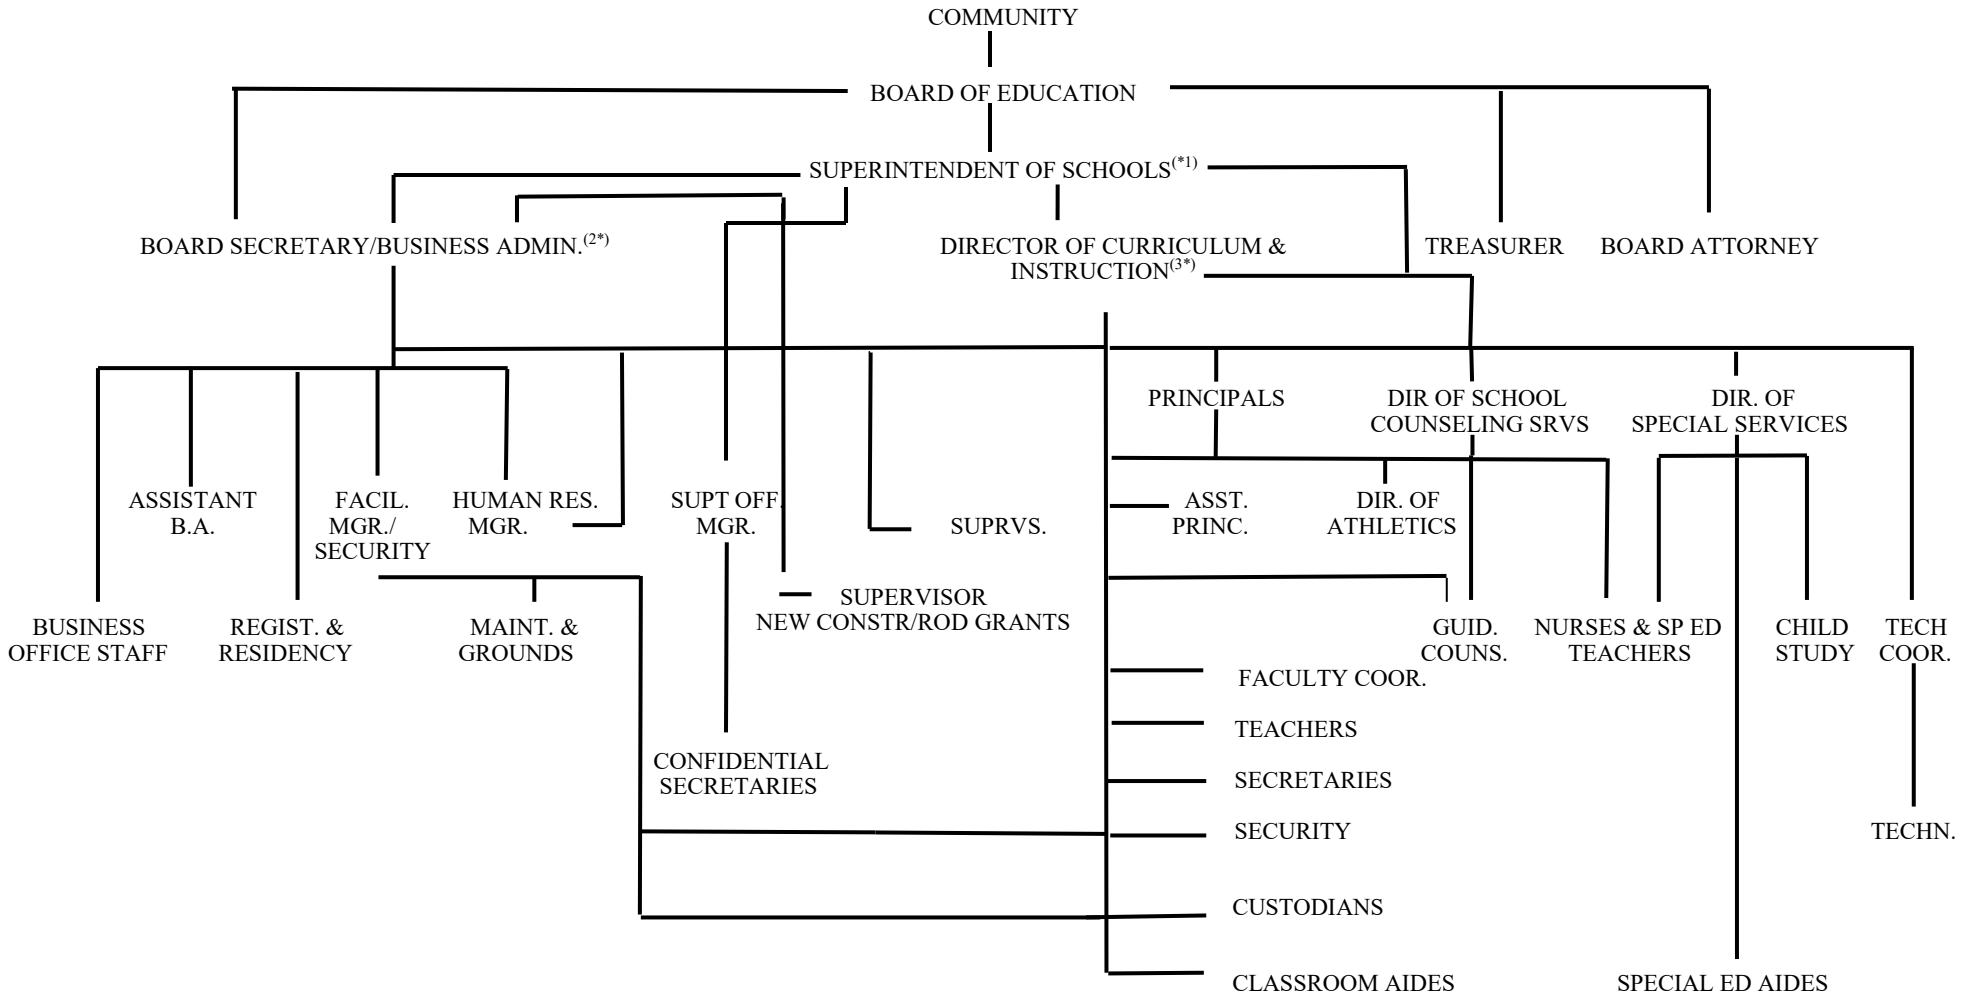 COMMUNITY
BOARD OF EDUCATION
SUPERINTENDENT OF SCHOOLS(*1)
BOARD SECRETARY/BUSINESS ADMIN.(2*)
DIRECTOR OF CURRICULUM &
INSTRUCTION(3*)
TREASURER
BOARD ATTORNEY
PRINCIPALS
DIR OF SCHOOL
COUNSELING SRVS
DIR. OF
SPECIAL SERVICES
ASSISTANT
B.A.
FACIL.
MGR./
SECURITY
HUMAN RES.
MGR.
SUPT OFF.
MGR.
SUPRVS.
ASST.
PRINC.
DIR. OF
ATHLETICS
SUPERVISOR
NEW CONSTR/ROD GRANTS
BUSINESS
OFFICE STAFF
REGIST. &
RESIDENCY
MAINT. &
GROUNDS
GUID.
COUNS.
NURSES & SP ED
TEACHERS
CHILD
STUDY
TECH
COOR.
FACULTY COOR.
TEACHERS
CONFIDENTIAL
SECRETARIES
SECRETARIES
SECURITY
TECHN.
CUSTODIANS
CLASSROOM AIDES
SPECIAL ED AIDES